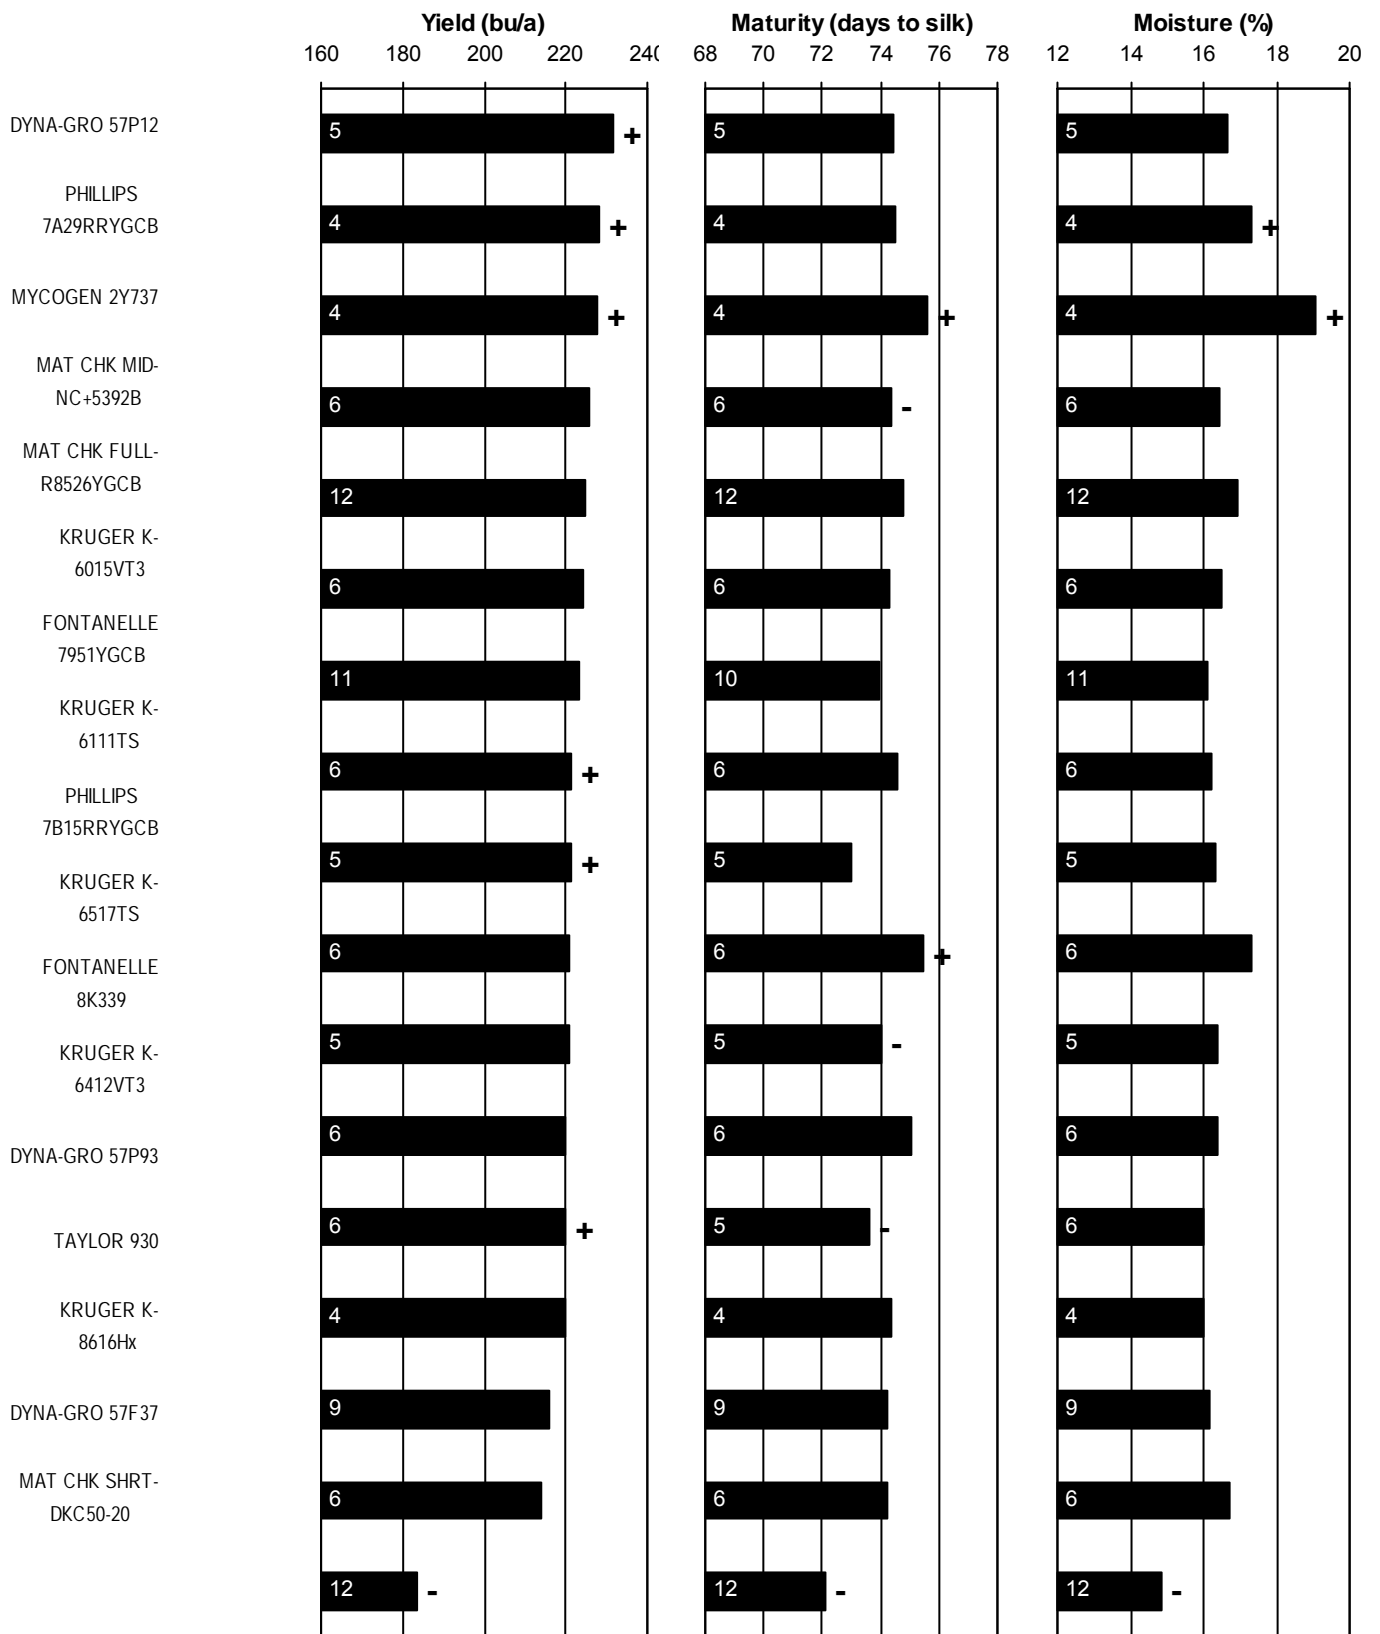 Yield (bu/a) Maturity (days to silk) Moisture (%)
160 180 200 220 240 68 70 72 74 76 78 12 14 16 18 20
DYNA-GRO 57P12 5 + 5 5
PHILLIPS
7A29RRYGCB 4 + 4 4 +
MYCOGEN 2Y737 4 + 4 + 4 +
MAT CHK MID-
NC+5392B 6 6 - 6
MAT CHK FULL-
R8526YGCB 12 12 12
KRUGER K-
6015VT3 6 6 6
FONTANELLE
7951YGCB 11 10 11
KRUGER K-
6111TS 6 + 6 6
PHILLIPS
7B15RRYGCB 5 + 5 5
KRUGER K-
6517TS 6 6 + 6
FONTANELLE
8K339 5 5 - 5
KRUGER K-
6412VT3 6 6 6
DYNA-GRO 57P93 6 + 5 - 6
TAYLOR 930 4 4 4
KRUGER K-
8616Hx 9 9 9
DYNA-GRO 57F37 6 6 6
MAT CHK SHRT-
DKC50-20 12 - 12 - 12 -